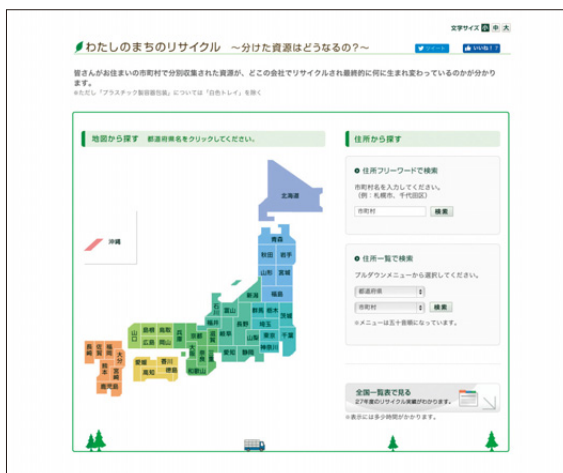 文字サイズ 小 中 大
わたしのまちのリサイクル ～分けた資源はどうなるの？～
ツイート
いいね！
皆さんがお住まいの市町村で分別収集された資源が、どこの会社でリサイクルされ最終的に何に生まれ変わっているのかが分かり
ます。
※ただし「プラスチック製容器包装」については「白色トレイ」を除く
地図から探す 都道府県名をクリックしてください。
住所から探す
住所フリーワードで検索
市町村名を入力してください。
（例：札幌市、千代田区）
市町村 検索
住所一覧で検索
プルダウンメニューから選択してください。
都道府県
市町村 検索
※メニューは五十音順になっています。
全国一覧表で見る
27年度のリサイクル実績がわかります。
※表示には多少時間がかかります。
北海道
沖縄
青森
秋田 岩手
山形 宮城
新潟 福島
石川 富山 群馬 栃木 茨城
福井 岐阜 長野 埼玉
山梨 東京 千葉
愛知 静岡 神奈川
山口 島根 鳥取 兵庫 京都 滋賀
広島 岡山 大阪 奈良
和歌山
愛媛 香川
高知 徳島
長崎 佐賀 福岡 大分
熊本 宮崎
鹿児島